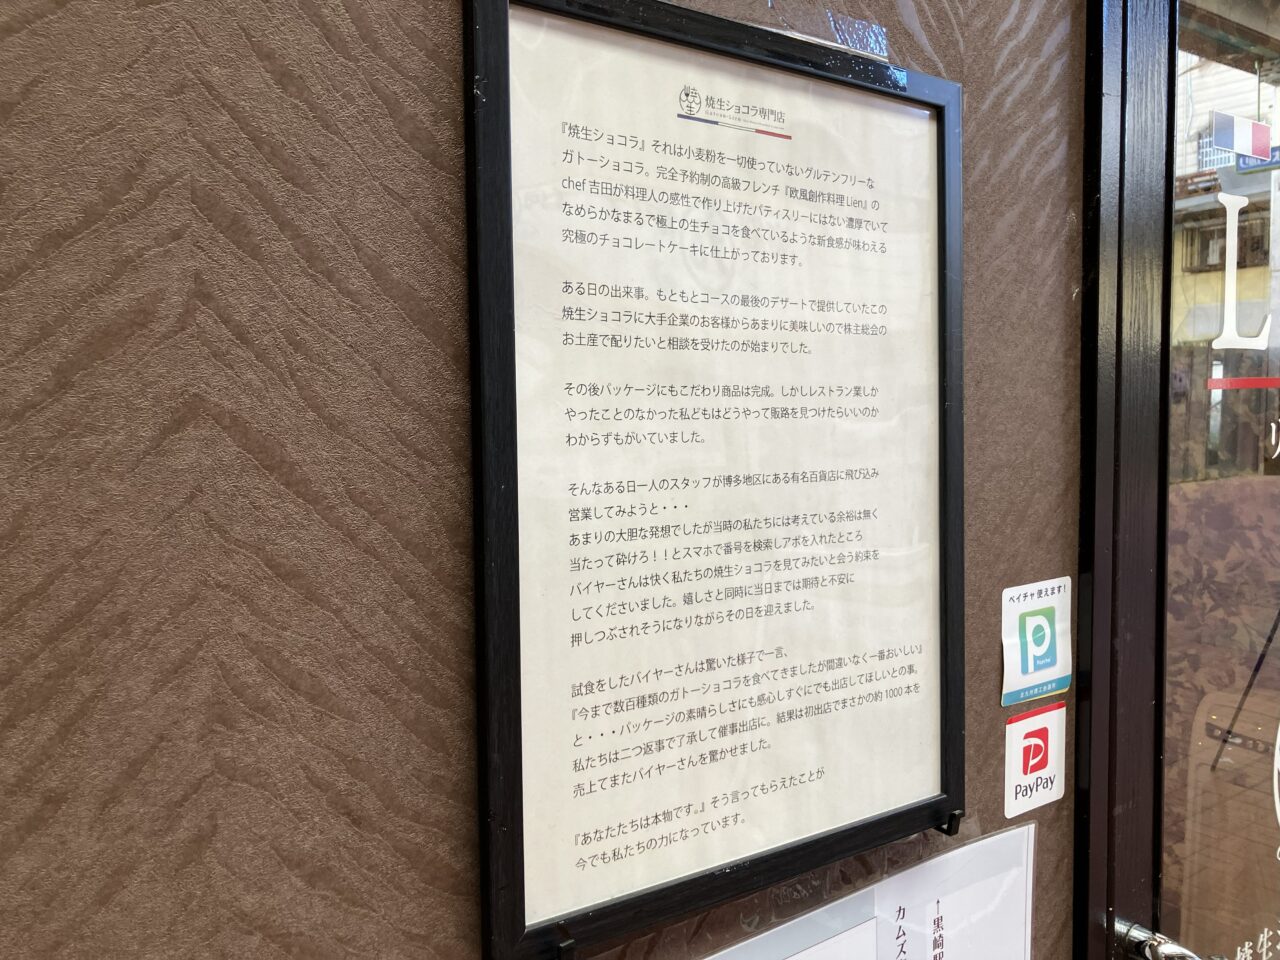 焼生
焼生ショコラ専門店
『焼生ショコラ』それは小麦粉を一切使っていないグルテンフリーな
ガトーショコラ。完全予約制の高級フレンチ『欧風創作料理 Lien』の
chef 吉田が料理人の感性で作り上げたパティスリーにはない濃厚でいて
なめらかなまるで極上の生チョコを食べているような新食感が味わえる
究極のチョコレートケーキに仕上がっております。
ある日の出来事。もともとコースの最後のデザートで提供していたこの
焼生ショコラに大手企業のお客様からあまりに美味しいので株主総会の
お土産で配りたいと相談を受けたのが始まりでした。
その後パッケージにもこだわり商品は完成。しかしレストラン業しか
やったことのなかった私どもはどうやって販路を見つけたらいいのか
わからずもがいていました。
そんなある日一人のスタッフが博多地区にある有名百貨店に飛び込み
営業してみようと・・・
あまりの大胆な発想でしたが当時の私たちには考えている余裕は無く
当たって砕けろ！！とスマホで番号を検索しアポを入れたところ
バイヤーさんは快く私たちの焼生ショコラを見てみたいと会う約束を
してくださいました。嬉しさと同時に当日までは期待と不安に
押しつぶされそうになりながらその日を迎えました。
試食をしたバイヤーさんは驚いた様子で一言、
『今まで数百種類のガトーショコラを食べてきましたが間違いなく一番おいしい』
と・・・パッケージの素晴らしさにも感心しすぐにでも出店してほしいとの事。
私たちは二つ返事で了承して催事出店に。結果は初出店でまさかの約 1000 本を
売上てまたバイヤーさんを驚かせました。
『あなたたちは本物です。』そう言ってもらえたことが
今でも私たちの力になっています。
ペイチャ使えます！
P
Paycha
北九州商工会議所
P
PayPay
←黒崎駅
カムズ
L
リ
焼生